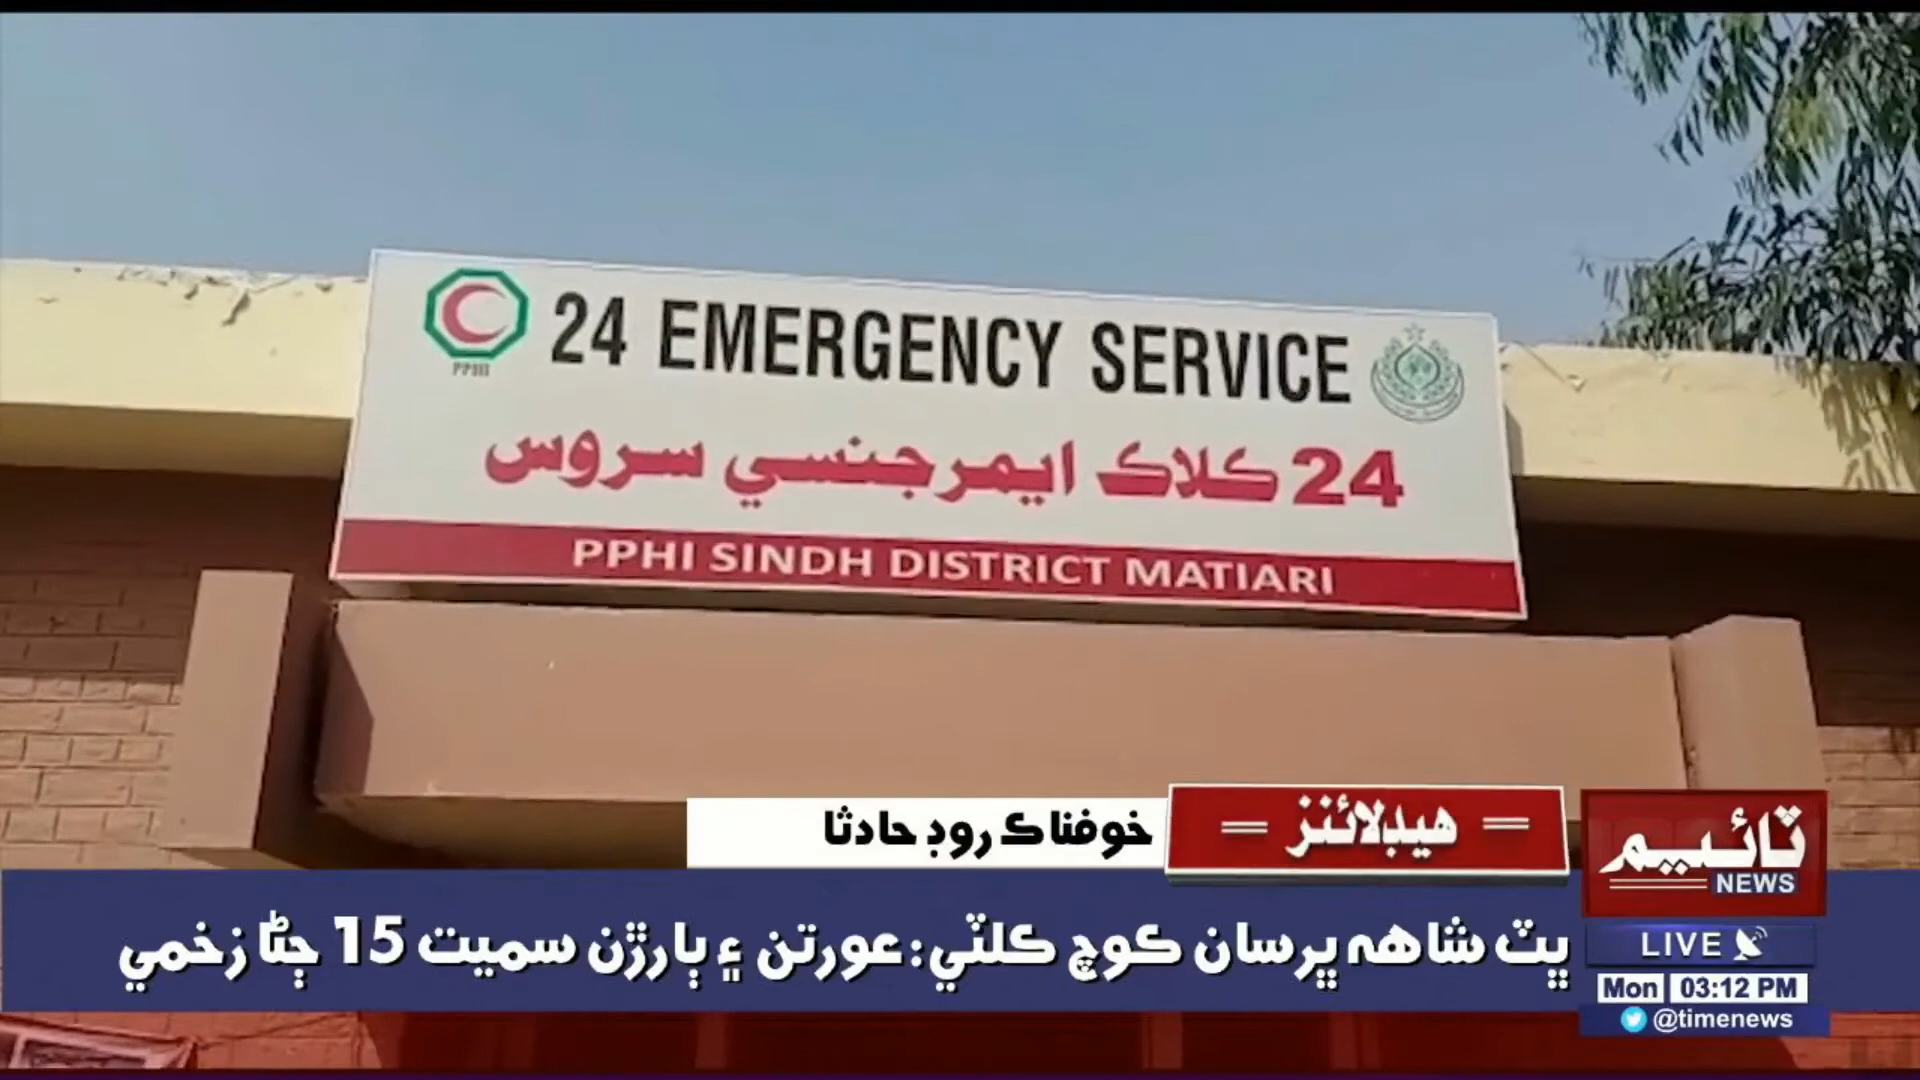 24 EMERGENCY SERVICE
PPHI
24 ڪلاڪ ايمرجنسي سروس
PPHI SINDH DISTRICT MATIARI
هيڊلائنز
خوفناڪ روڊ حادثا
ڀٽ شاهه ڀرسان ڪوچ ڪلٽي: عورتن ۽ ٻارڙن سميت 15 ڄڻا زخمي
ٽائيم
NEWS
LIVE
Mon 03:12 PM
@timenews